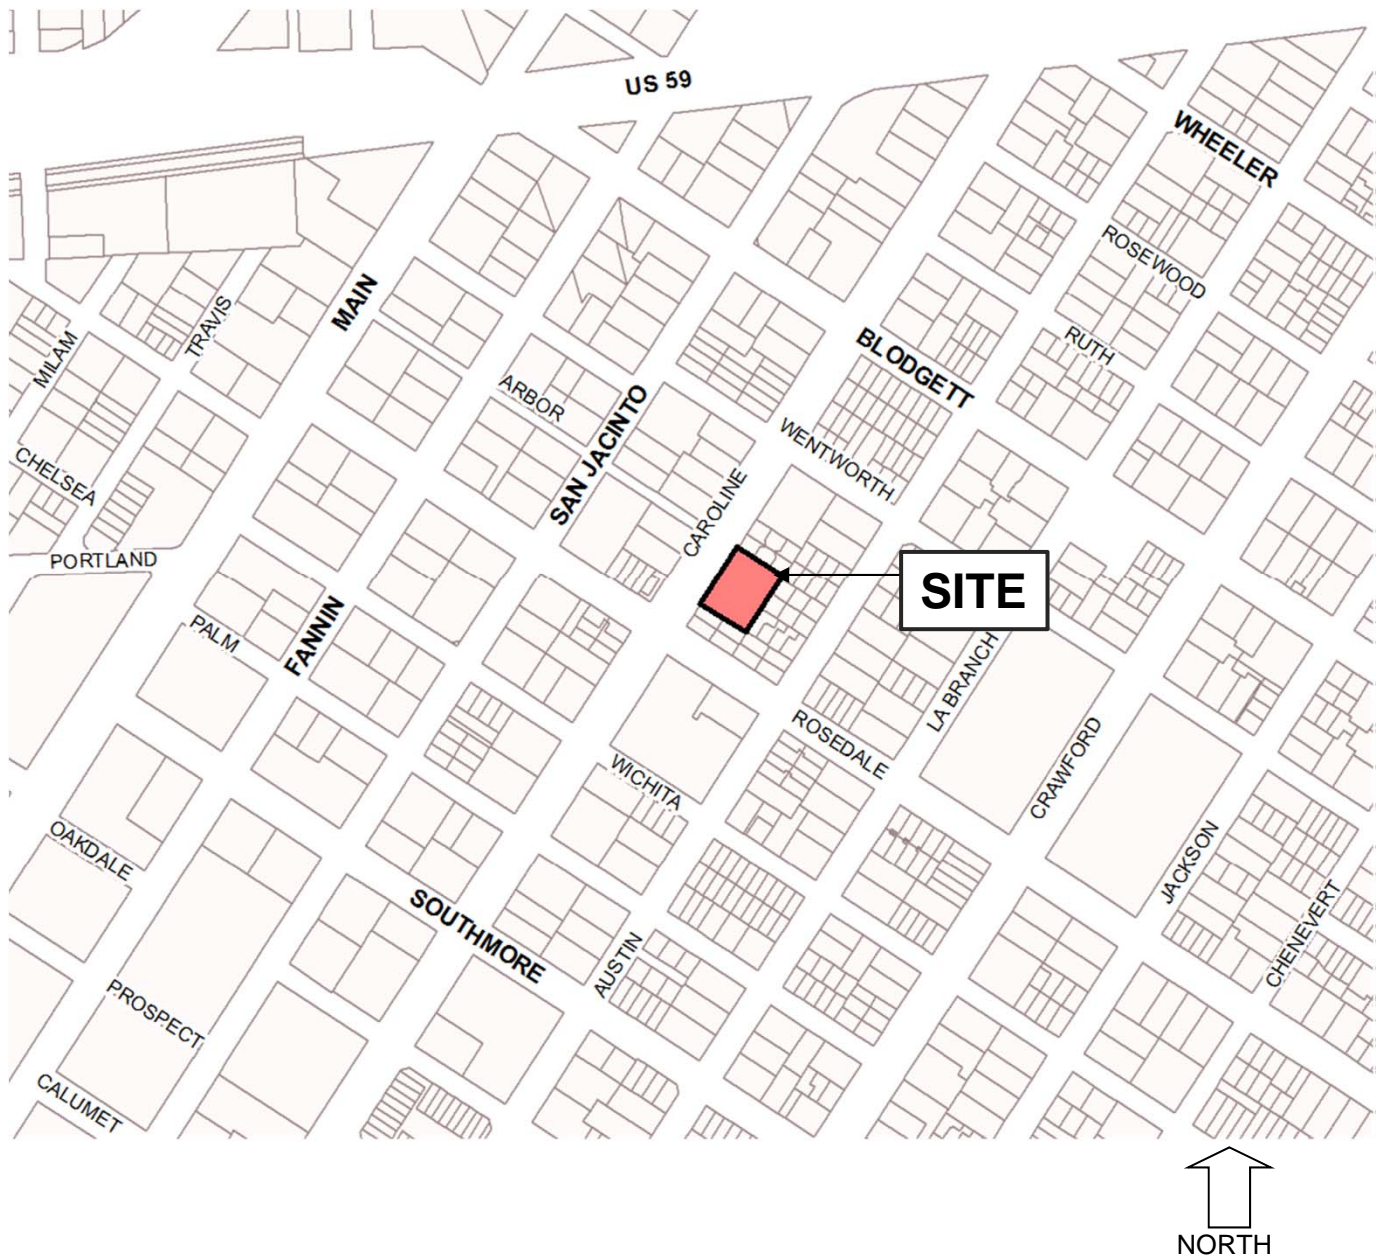 US 59
WHEELER
ROSEWOOD
MAIN
TRAVIS
MILAM
RUTH
BLODGETT
ARBOR
SAN JACINTO
WENTWORTH
CHELSEA
CAROLINE
PORTLAND
SITE
FANNIN
PALM
LA BRANCH
ROSEDALE
CRAWFORD
WICHITA
OAKDALE
JACKSON
SOUTHMORE
CHENEVERT
AUSTIN
PROSPECT
CALUMET
NORTH